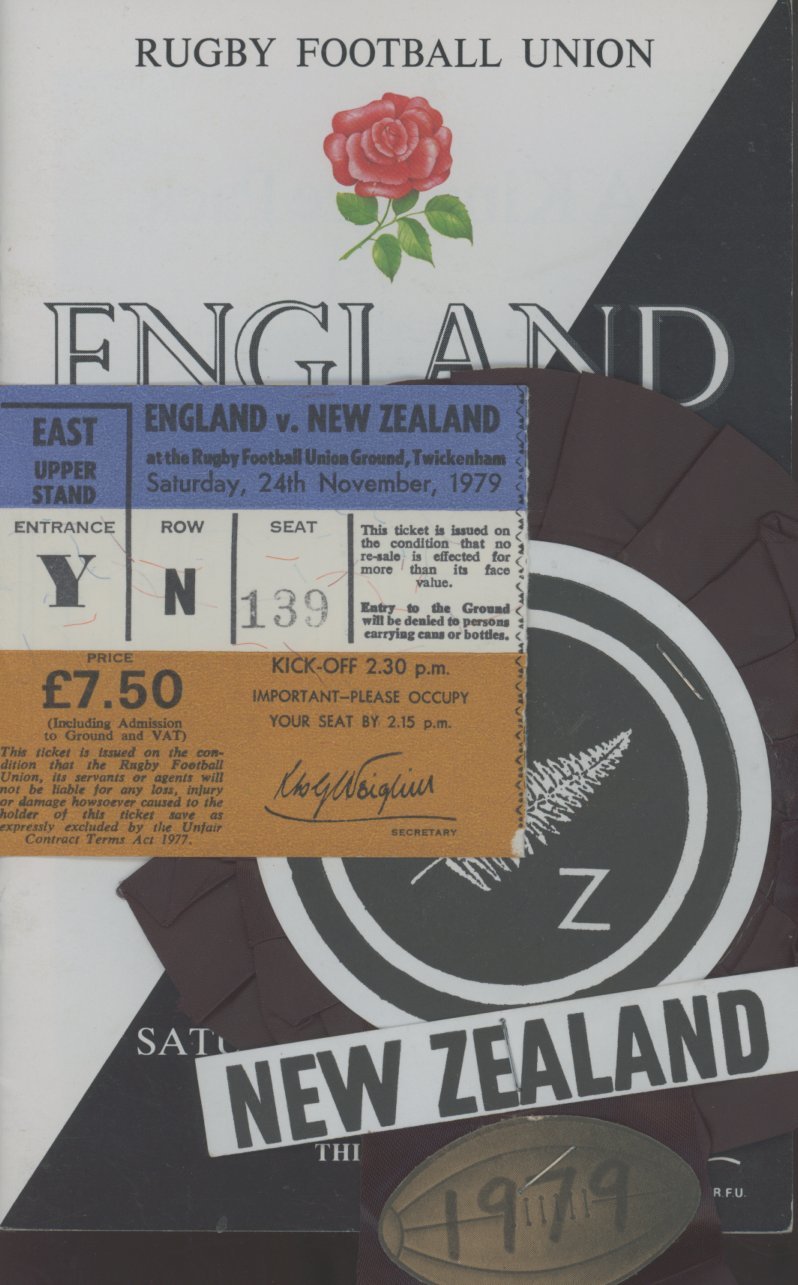 RUGBY FOOTBALL UNION
ENGLAND
EAST
UPPER
STAND
ENGLAND v. NEW ZEALAND
at the Rugby Football Union Ground, Twickenham
Saturday, 24th November, 1979
ENTRANCE
Y
ROW
N
SEAT
139
This ticket is issued on
the condition that no
re-sale is effected for
more than its face
value.
Entry to the Ground
will be denied to persons
carrying cans or bottles.
PRICE
£7.50
(Including Admission
to Ground and VAT)
This ticket is issued on the con-
dition that the Rugby Football
Union, its servants or agents will
not be liable for any loss, injury
or damage howsoever caused to the
holder of this ticket save as
expressly excluded by the Unfair
Contract Terms Act 1977.
KICK-OFF 2.30 p.m.
IMPORTANT—PLEASE OCCUPY
YOUR SEAT BY 2.15 p.m.
SECRETARY
Z
SATU
NEW ZEALAND
THI
R.F.U.
1979